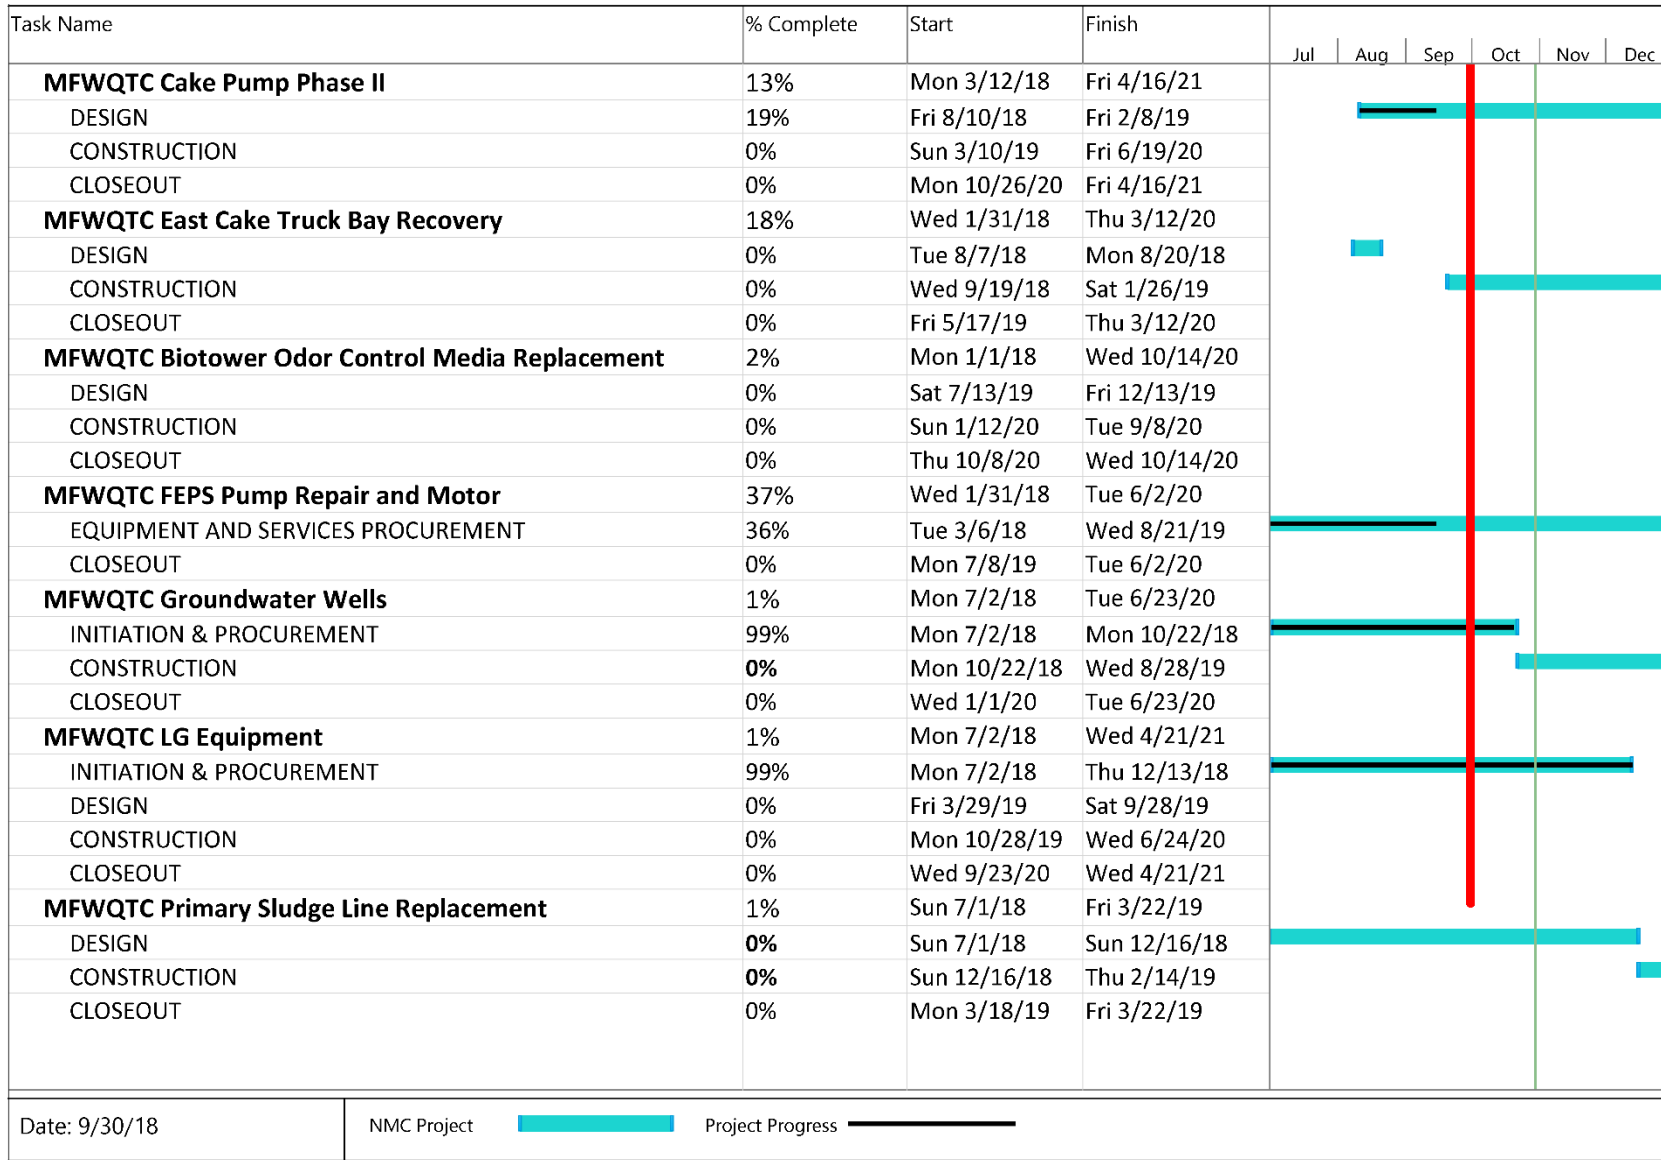 Task Name % Complete Start Finish Jul Aug Sep Oct Nov Dec
MFWQTC Cake Pump Phase II 13% Mon 3/12/18 Fri 4/16/21
DESIGN 19% Fri 8/10/18 Fri 2/8/19
CONSTRUCTION 0% Sun 3/10/19 Fri 6/19/20
CLOSEOUT 0% Mon 10/26/20 Fri 4/16/21
MFWQTC East Cake Truck Bay Recovery 18% Wed 1/31/18 Thu 3/12/20
DESIGN 0% Tue 8/7/18 Mon 8/20/18
CONSTRUCTION 0% Wed 9/19/18 Sat 1/26/19
CLOSEOUT 0% Fri 5/17/19 Thu 3/12/20
MFWQTC Biotower Odor Control Media Replacement 2% Mon 1/1/18 Wed 10/14/20
DESIGN 0% Sat 7/13/19 Fri 12/13/19
CONSTRUCTION 0% Sun 1/12/20 Tue 9/8/20
CLOSEOUT 0% Thu 10/8/20 Wed 10/14/20
MFWQTC FEPS Pump Repair and Motor 37% Wed 1/31/18 Tue 6/2/20
EQUIPMENT AND SERVICES PROCUREMENT 36% Tue 3/6/18 Wed 8/21/19
CLOSEOUT 0% Mon 7/8/19 Tue 6/2/20
MFWQTC Groundwater Wells 1% Mon 7/2/18 Tue 6/23/20
INITIATION & PROCUREMENT 99% Mon 7/2/18 Mon 10/22/18
CONSTRUCTION 0% Mon 10/22/18 Wed 8/28/19
CLOSEOUT 0% Wed 1/1/20 Tue 6/23/20
MFWQTC LG Equipment 1% Mon 7/2/18 Wed 4/21/21
INITIATION & PROCUREMENT 99% Mon 7/2/18 Thu 12/13/18
DESIGN 0% Fri 3/29/19 Sat 9/28/19
CONSTRUCTION 0% Mon 10/28/19 Wed 6/24/20
CLOSEOUT 0% Wed 9/23/20 Wed 4/21/21
MFWQTC Primary Sludge Line Replacement 1% Sun 7/1/18 Fri 3/22/19
DESIGN 0% Sun 7/1/18 Sun 12/16/18
CONSTRUCTION 0% Sun 12/16/18 Thu 2/14/19
CLOSEOUT 0% Mon 3/18/19 Fri 3/22/19
Date: 9/30/18 NMC Project Project Progress